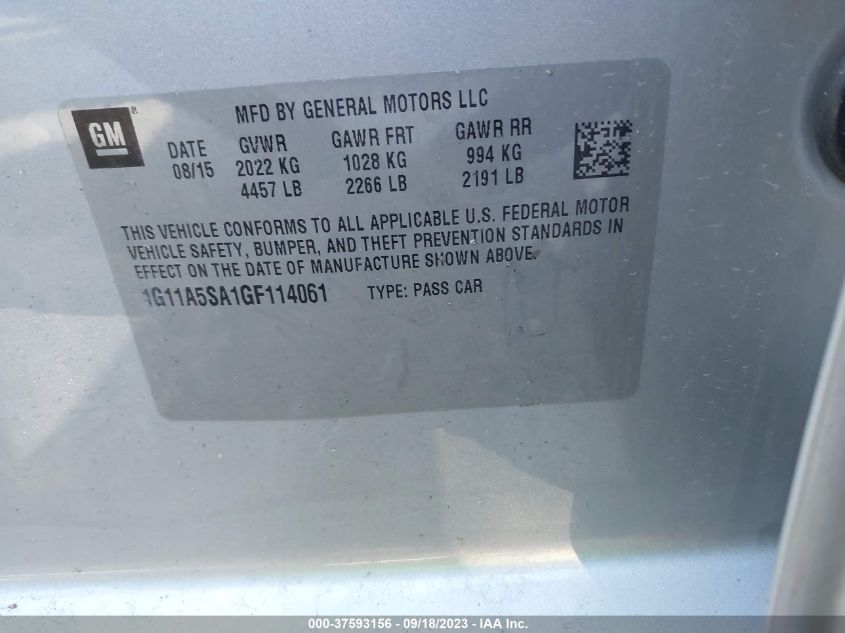 MFD BY GENERAL MOTORS LLC
GM®
DATE GVWR GAWR FRT GAWR RR
08/15 2022 KG 1028 KG 994 KG
4457 LB 2266 LB 2191 LB
THIS VEHICLE CONFORMS TO ALL APPLICABLE U.S. FEDERAL MOTOR
VEHICLE SAFETY, BUMPER, AND THEFT PREVENTION STANDARDS IN
EFFECT ON THE DATE OF MANUFACTURE SHOWN ABOVE.
1G11A5SA1GF114061 TYPE: PASS CAR
000-37593156 - 09/18/2023 - IAA Inc.